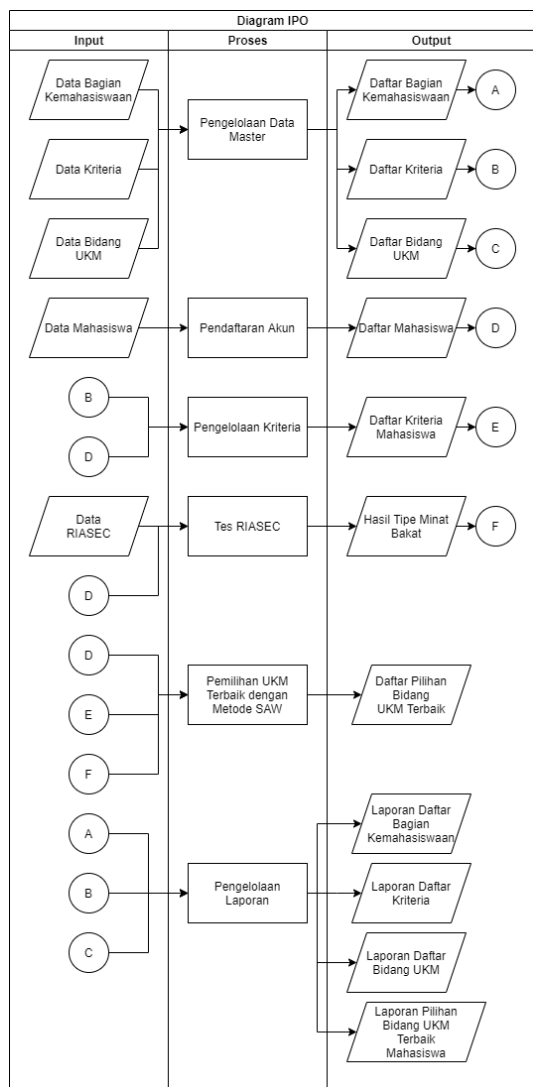 Diagram IPO
Input
Proses
Output
Data Bagian
Kemahasiswaan
Data Kriteria
Data Bidang
UKM
Pengelolaan Data
Master
Daftar Bagian
Kemahasiswaan
A
Daftar Kriteria
B
Daftar Bidang
UKM
C
Data Mahasiswa
Pendaftaran Akun
Daftar Mahasiswa
D
B
D
Pengelolaan Kriteria
Daftar Kriteria
Mahasiswa
E
Data
RIASEC
D
Tes RIASEC
Hasil Tipe Minat
Bakat
F
D
E
F
Pemilihan UKM
Terbaik dengan
Metode SAW
Daftar Pilihan
Bidang
UKM Terbaik
A
B
C
Pengelolaan
Laporan
Laporan Daftar
Bagian
Kemahasiswaan
Laporan Daftar
Kriteria
Laporan Daftar
Bidang UKM
Laporan Pilihan
Bidang UKM
Terbaik
Mahasiswa